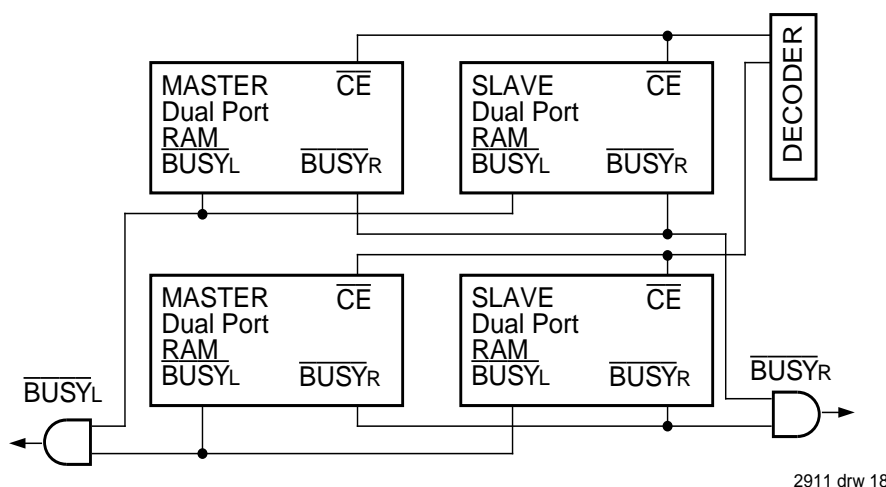 DECODER
MASTER CE
Dual Port
RAM
BUSYL BUSYR
SLAVE CE
Dual Port
RAM
BUSYL BUSYR
MASTER CE
Dual Port
RAM
BUSYL BUSYR
SLAVE CE
Dual Port
RAM
BUSYL BUSYR
BUSYL
BUSYR
2911 drw 18